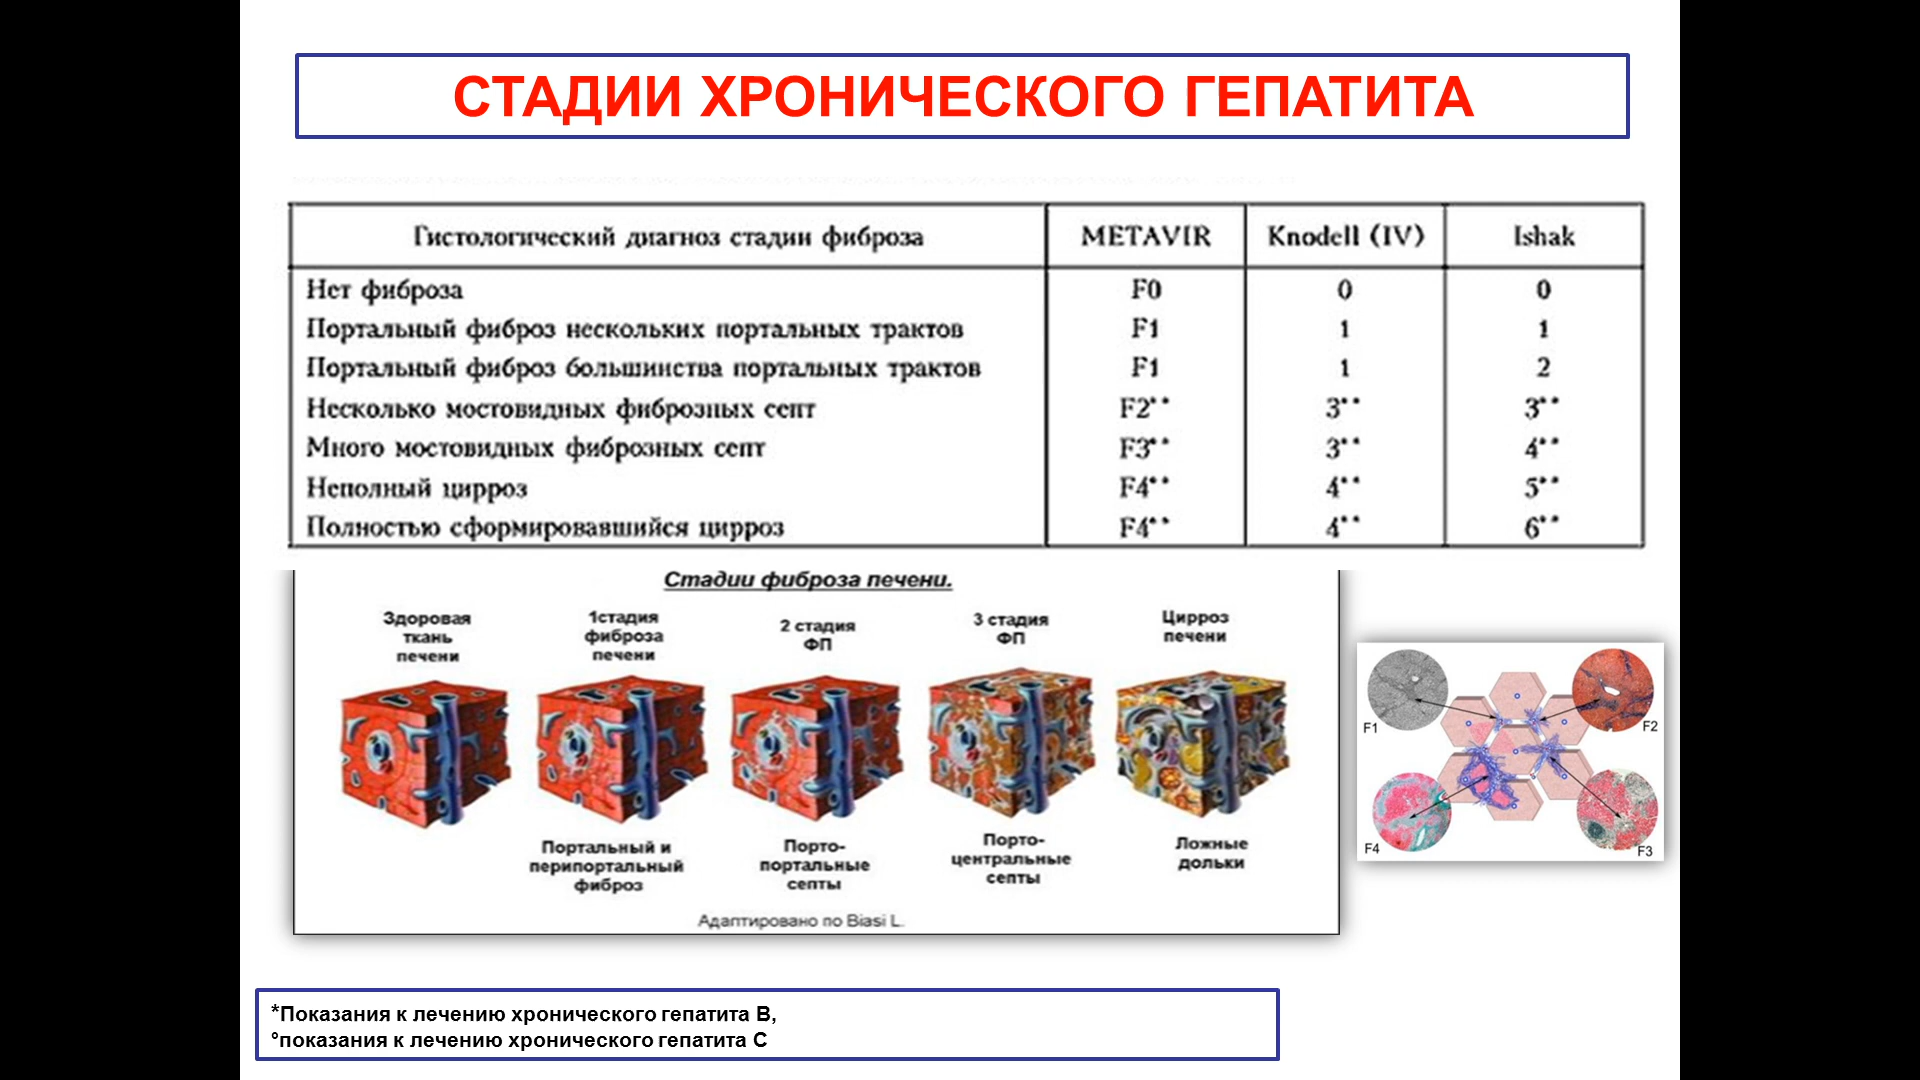 СТАДИИ ХРОНИЧЕСКОГО ГЕПАТИТА
Гистологический диагноз стадии фиброза METAVIR Knodell (IV) Ishak
Нет фиброза F0 0 0
Портальный фиброз нескольких портальных трактов F1 1 1
Портальный фиброз большинства портальных трактов F1 1 2
Несколько мостовидных фиброзных септ F2*° 3*° 3*°
Много мостовидных фиброзных септ F3*° 3*° 4*°
Неполный цирроз F4*° 4*° 5*°
Полностью сформировавшийся цирроз F4*° 4*° 6*°
Стадии фиброза печени.
Здоровая
ткань
печени
1стадия
фиброза
печени
2 стадия
ФП
3 стадия
ФП
Цирроз
печени
Портальный и
перипортальный
фиброз
Порто-
портальные
септы
Порто-
центральные
септы
Ложные
дольки
Адаптировано по Biasi L.
F1
F2
F4
F3
*Показания к лечению хронического гепатита В,
°показания к лечению хронического гепатита С